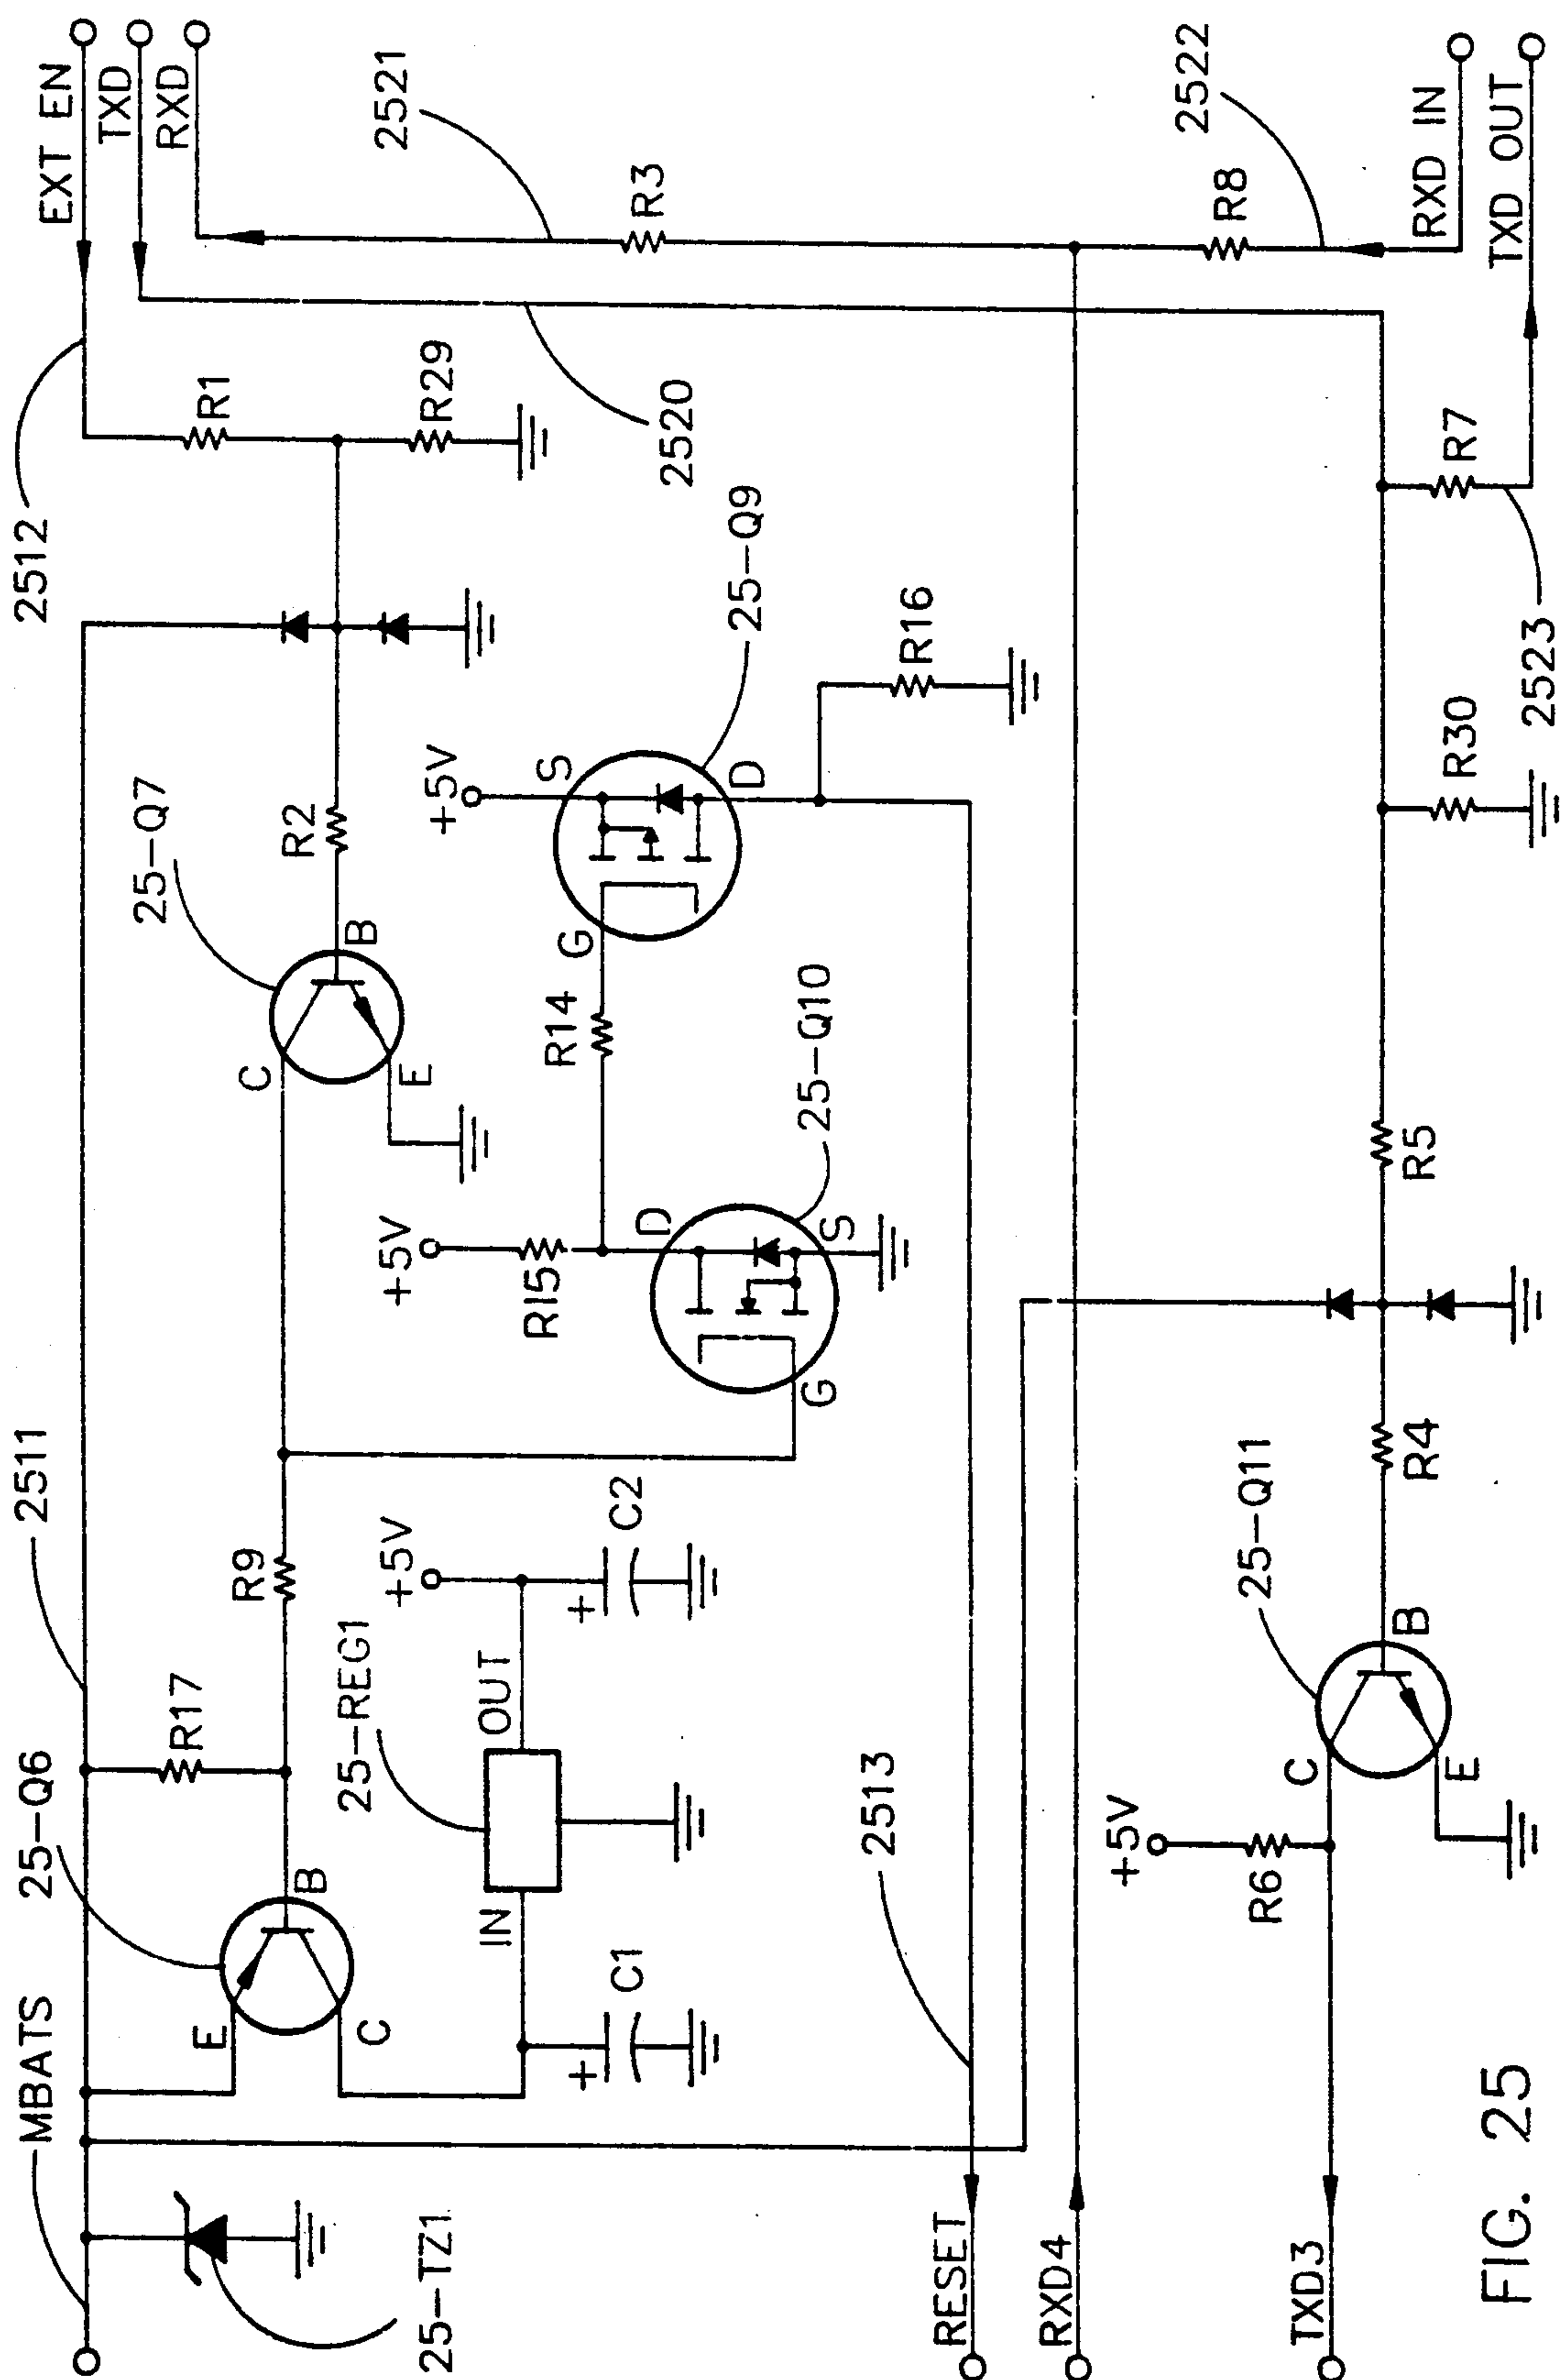 MBATS
2511
2512
EXT EN
TXD
RXD
25-TZ1
25-Q6
E
B
C
R17
R9
25-Q7
C
B
E
R2
R1
R29
2521
25-REG1
IN
OUT
+5V
C1
+
C2
+
+5V
R15
R14
D
S
G
25-Q10
+5V
S
G
D
25-Q9
R16
2520
R3
2513
RESET
RXD4
R8
2522
RXD IN
TXD OUT
+5V
R6
C
B
E
25-Q11
R4
R5
R30
R7
2523
TXD3
FIG. 25